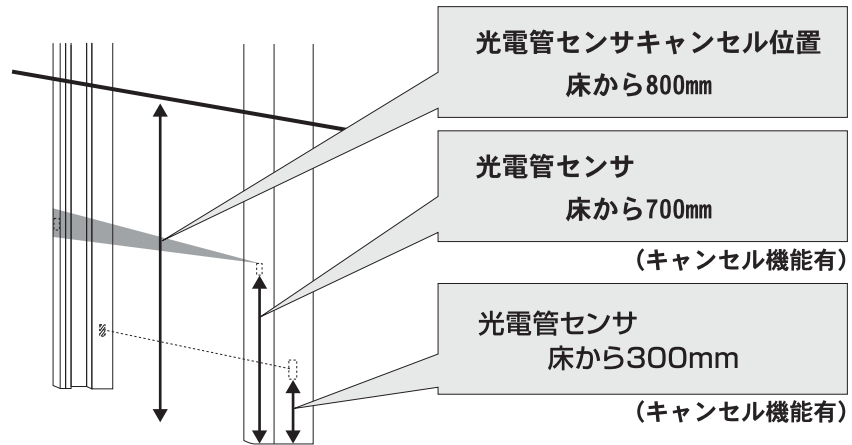 光電管センサキャンセル位置
床から800mm
光電管センサ
床から700mm
（キャンセル機能有）
光電管センサ
床から300mm
（キャンセル機能有）